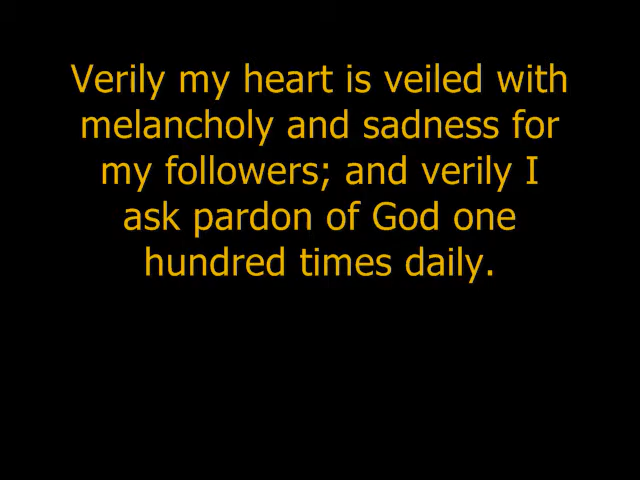 Verily my heart is veiled with
melancholy and sadness for
my followers; and verily I
ask pardon of God one
hundred times daily.